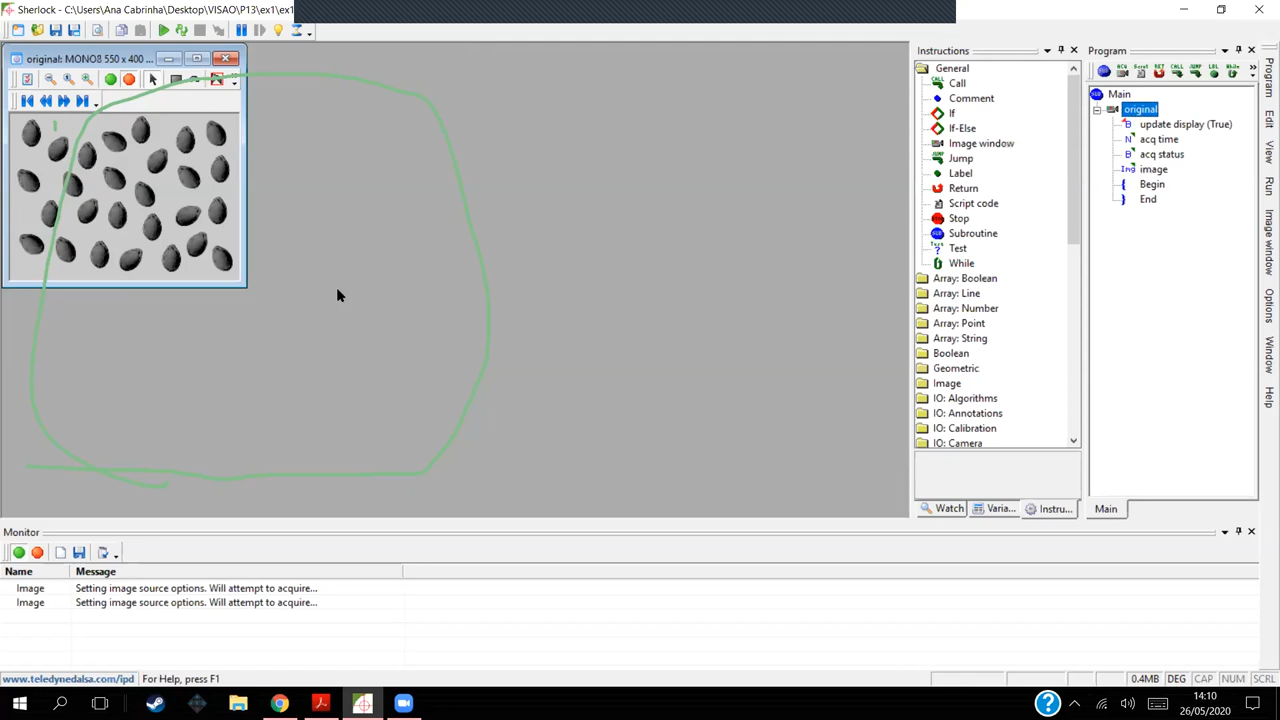 Sherlock - C:\Users\Ana Cabrinha\Desktop\VISAO\P13\ex1\ex1
original: MONO8 550 x 400 ...
Instructions
General
Call
Comment
If
If-Else
Image window
Jump
Label
Return
Script code
Stop
Subroutine
Test
While
Array: Boolean
Array: Line
Array: Number
Array: Point
Array: String
Boolean
Geometric
Image
IO: Algorithms
IO: Annotations
IO: Calibration
IO: Camera
Watch
Varia...
Instru...
Program
Main
original
update display (True)
acq time
acq status
image
Begin
End
Main
Program
Edit
View
Run
Image window
Options
Window
Help
Monitor
Name Message
Image Setting image source options. Will attempt to acquire...
Image Setting image source options. Will attempt to acquire...
www.teledynedalsa.com/ipd For Help, press F1
0.4MB DEG CAP NUM SCRL
14:10
26/05/2020